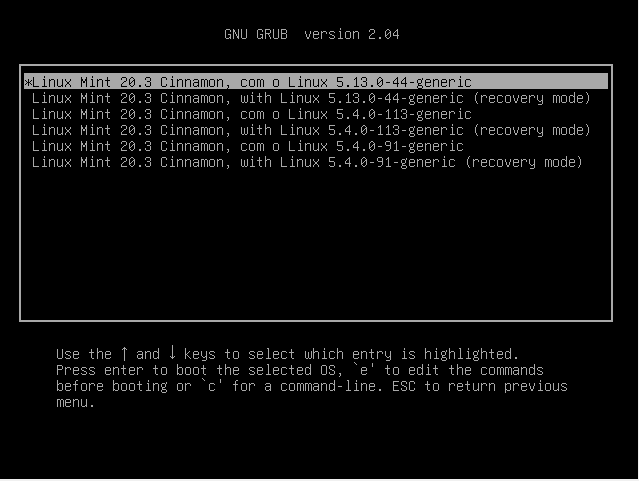 GNU GRUB  version 2.04
*Linux Mint 20.3 Cinnamon, com o Linux 5.13.0-44-generic
Linux Mint 20.3 Cinnamon, with Linux 5.13.0-44-generic (recovery mode)
Linux Mint 20.3 Cinnamon, com o Linux 5.4.0-113-generic
Linux Mint 20.3 Cinnamon, with Linux 5.4.0-113-generic (recovery mode)
Linux Mint 20.3 Cinnamon, com o Linux 5.4.0-91-generic
Linux Mint 20.3 Cinnamon, with Linux 5.4.0-91-generic (recovery mode)
Use the ↑ and ↓ keys to select which entry is highlighted.
Press enter to boot the selected OS, `e' to edit the commands
before booting or `c' for a command-line. ESC to return previous
menu.